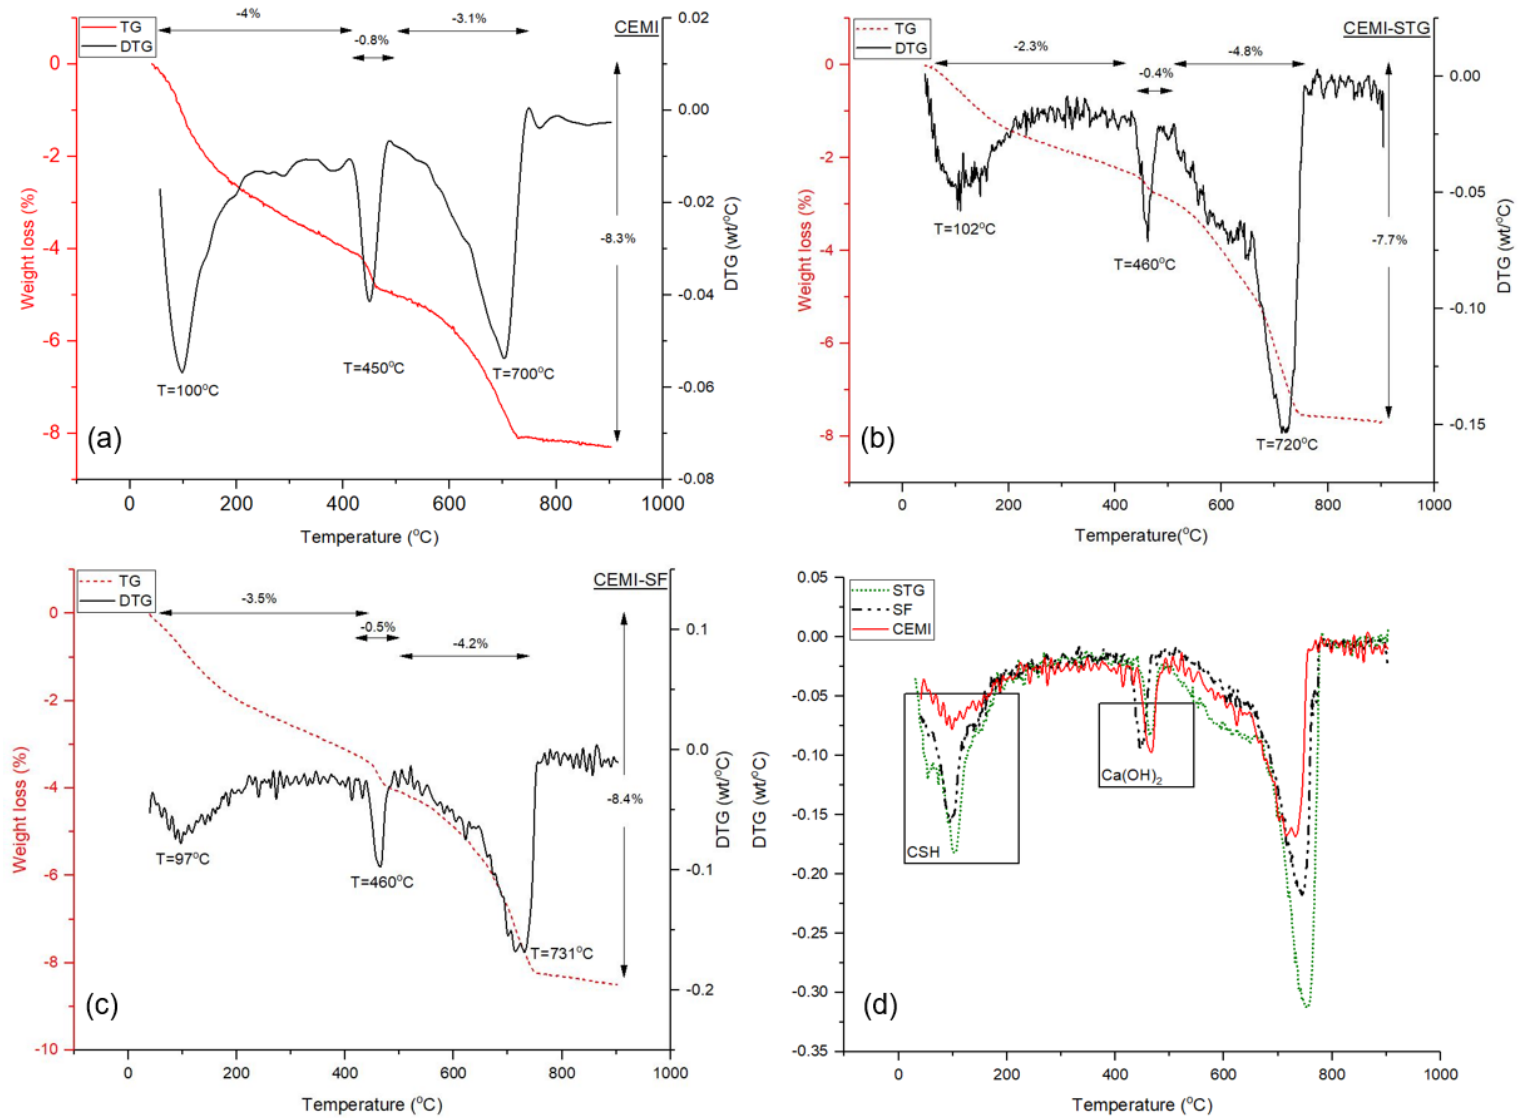 TG
DTG
-4%
-0.8%
-3.1%
CEMI
-8.3%
T=100°C
T=450°C
T=700°C
(a)
0
-2
-4
-6
-8
Weight loss (%)
0.02
0.00
-0.02
-0.04
-0.06
-0.08
DTG (wt/°C)
0 200 400 600 800 1000
Temperature (°C)
TG
DTG
-2.3%
-0.4%
-4.8%
CEMI-STG
-7.7%
T=102°C
T=460°C
T=720°C
(b)
0
-2
-4
-6
-8
Weight loss (%)
0.00
-0.05
-0.10
-0.15
DTG (wt/°C)
0 200 400 600 800 1000
Temperature(°C)
TG
DTG
-3.5%
-0.5%
-4.2%
CEMI-SF
-8.4%
T=97°C
T=460°C
T=731°C
(c)
0
-2
-4
-6
-8
-10
Weight loss (%)
0.1
0.0
-0.1
-0.2
DTG (wt/°C)
0 200 400 600 800 1000
Temperature (°C)
STG
SF
CEMI
CSH
Ca(OH)₂
(d)
0.05
0.00
-0.05
-0.10
-0.15
-0.20
-0.25
-0.30
-0.35
DTG (wt/°C)
0 200 400 600 800 1000
Temperature (°C)